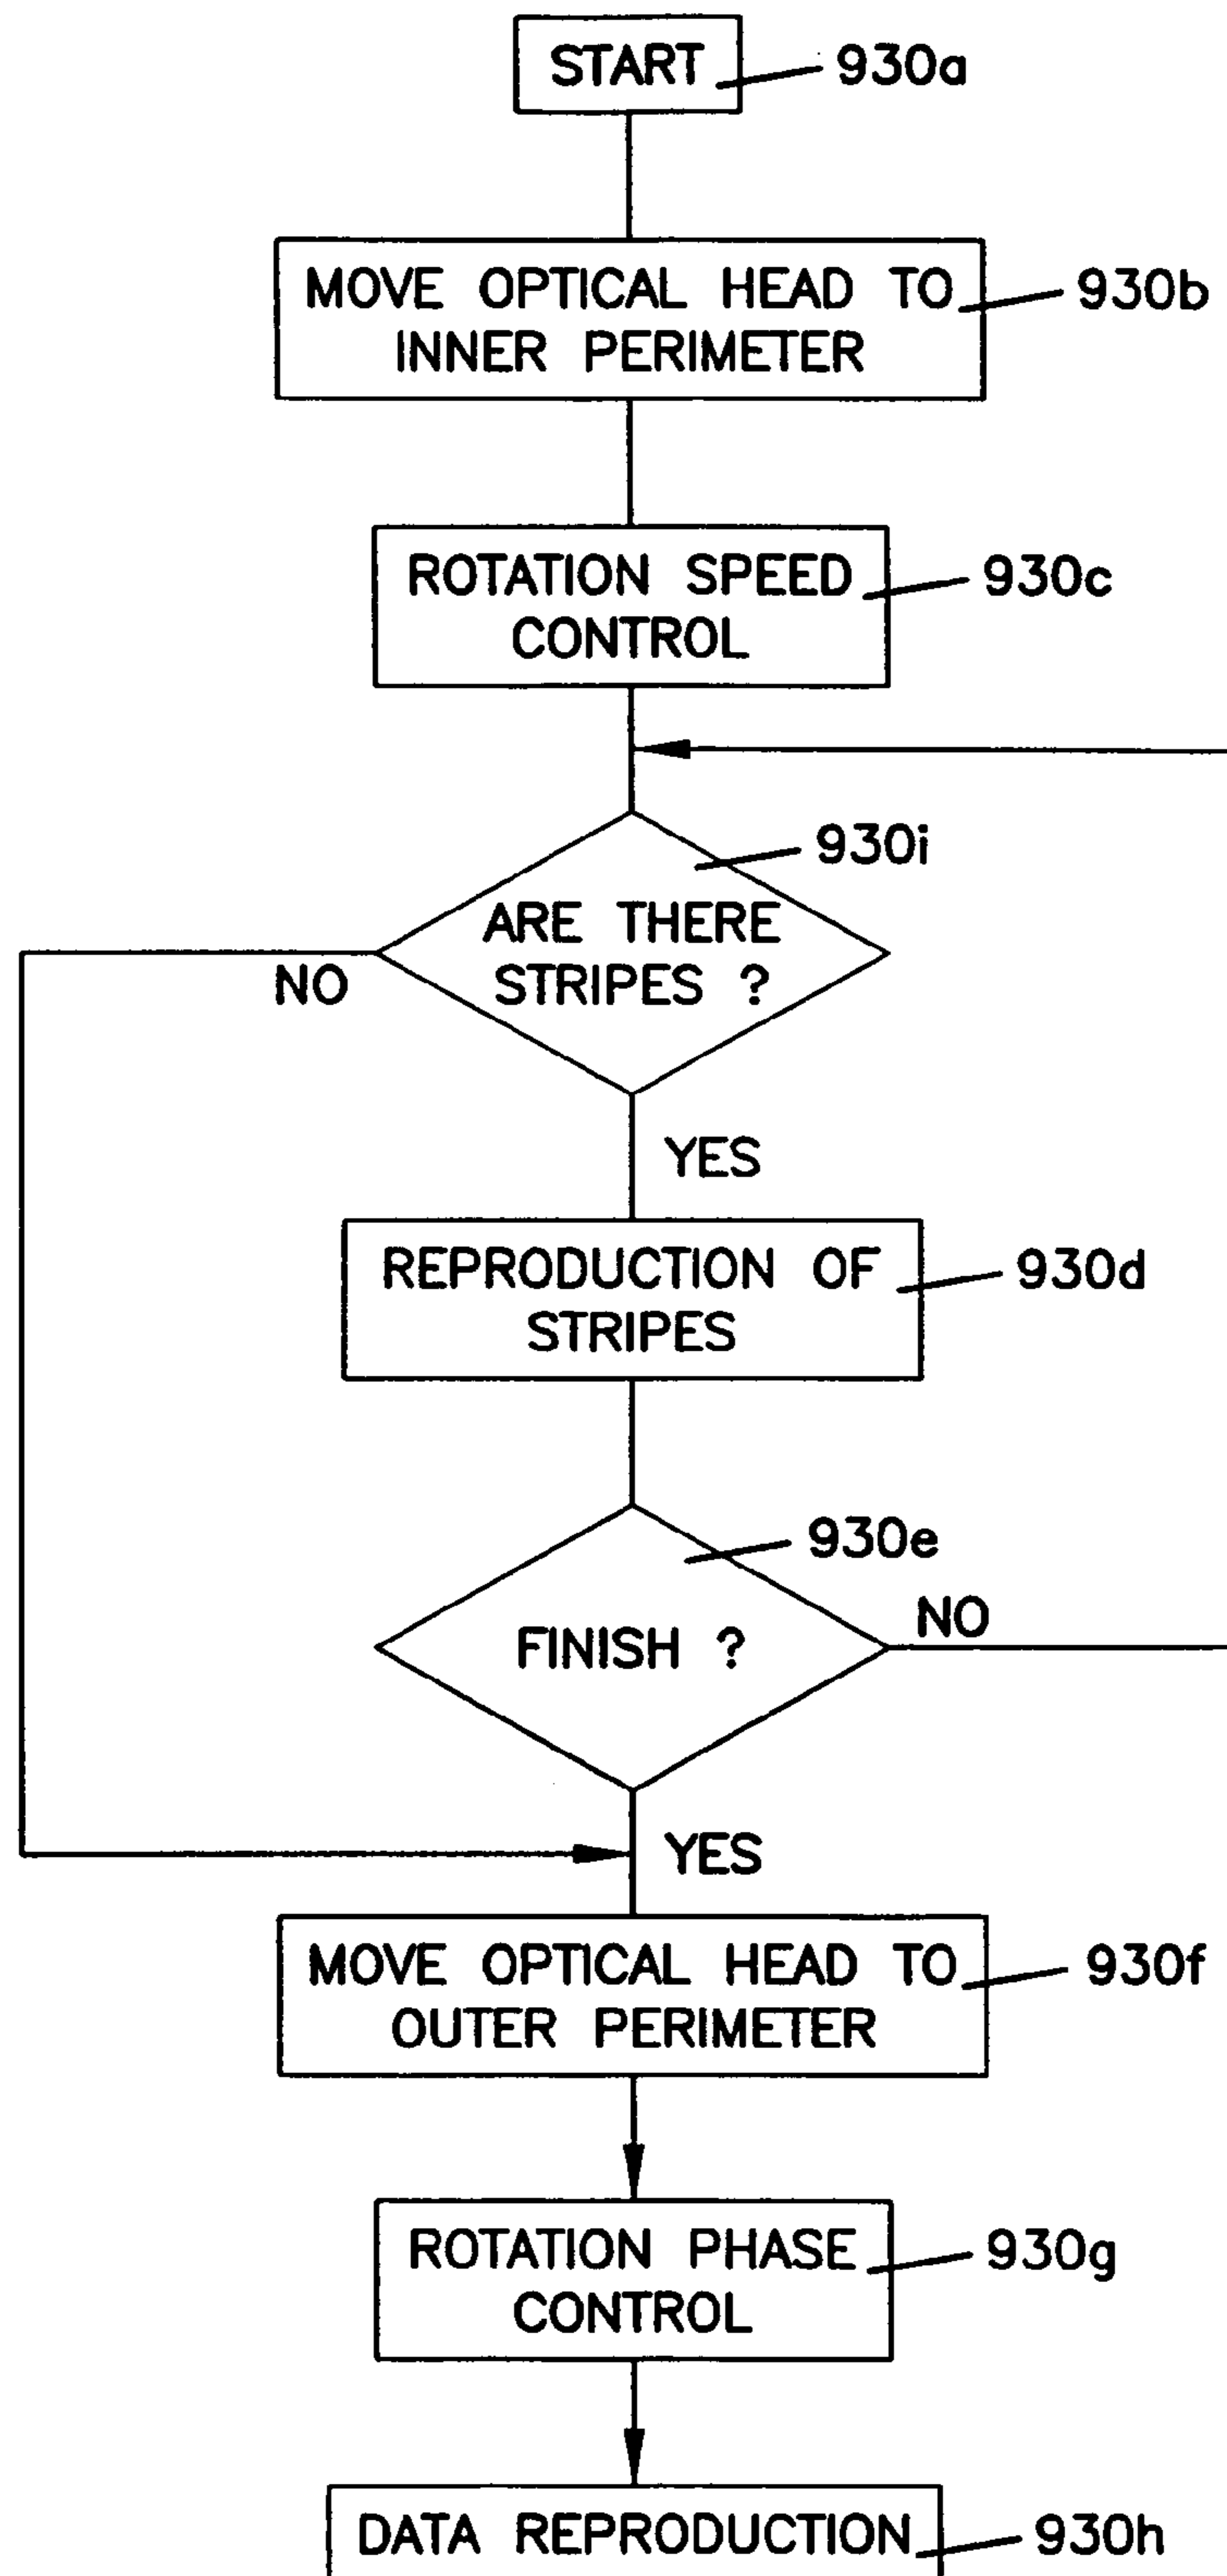 START
930a
MOVE OPTICAL HEAD TO
INNER PERIMETER
930b
ROTATION SPEED
CONTROL
930c
930i
ARE THERE
STRIPES ?
NO
YES
REPRODUCTION OF
STRIPES
930d
930e
FINISH ?
NO
YES
MOVE OPTICAL HEAD TO
OUTER PERIMETER
930f
ROTATION PHASE
CONTROL
930g
DATA REPRODUCTION
930h